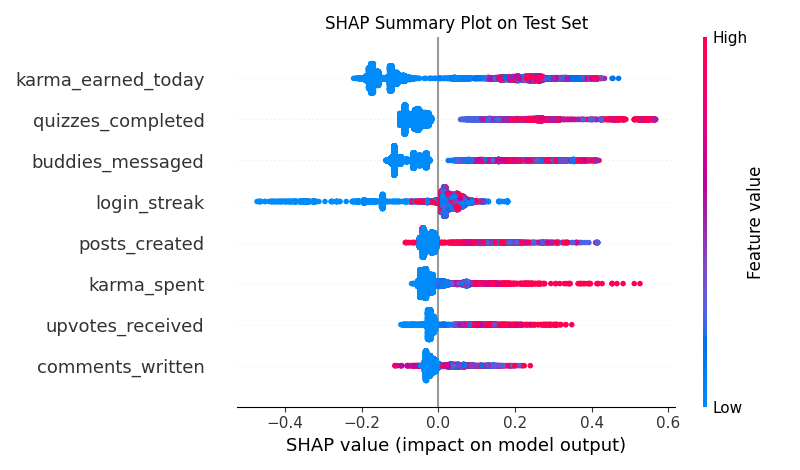 SHAP Summary Plot on Test Set
High
karma_earned_today
quizzes_completed
buddies_messaged
login_streak
posts_created
karma_spent
upvotes_received
comments_written
Feature value
Low
−0.4 −0.2 0.0 0.2 0.4 0.6
SHAP value (impact on model output)